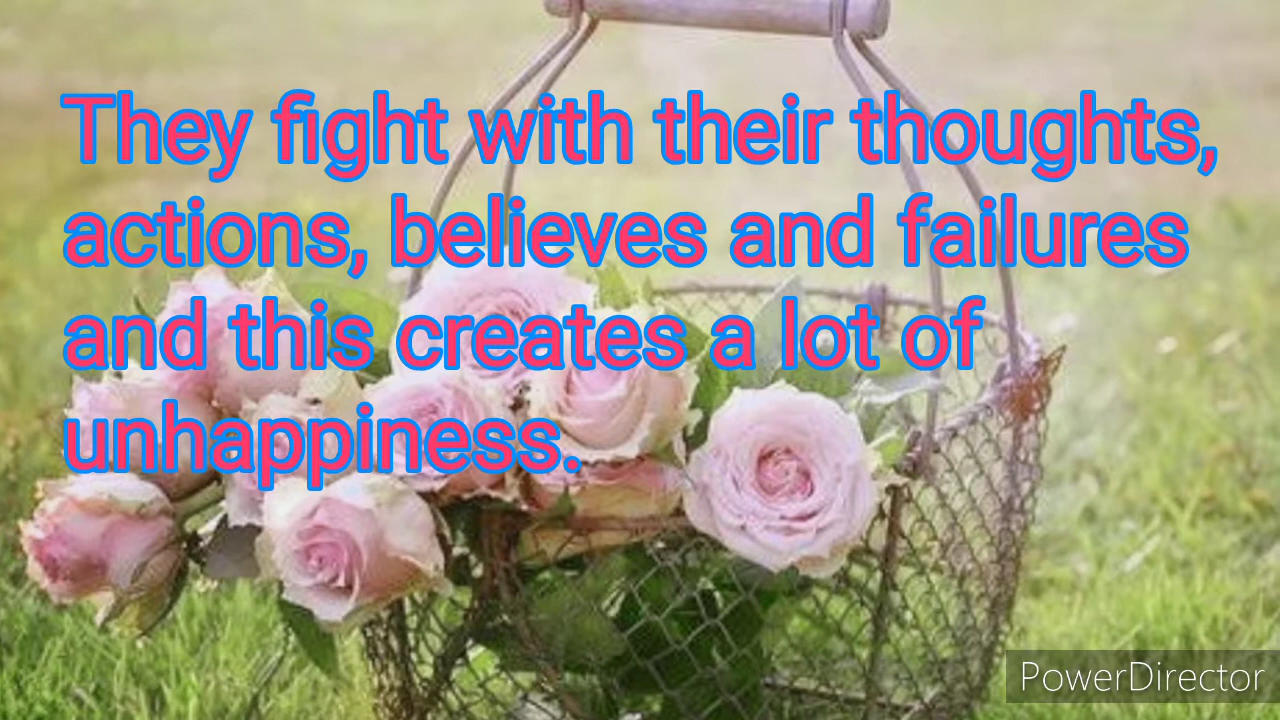 They fight with their thoughts,
actions, believes and failures
and this creates a lot of
unhappiness.
PowerDirector